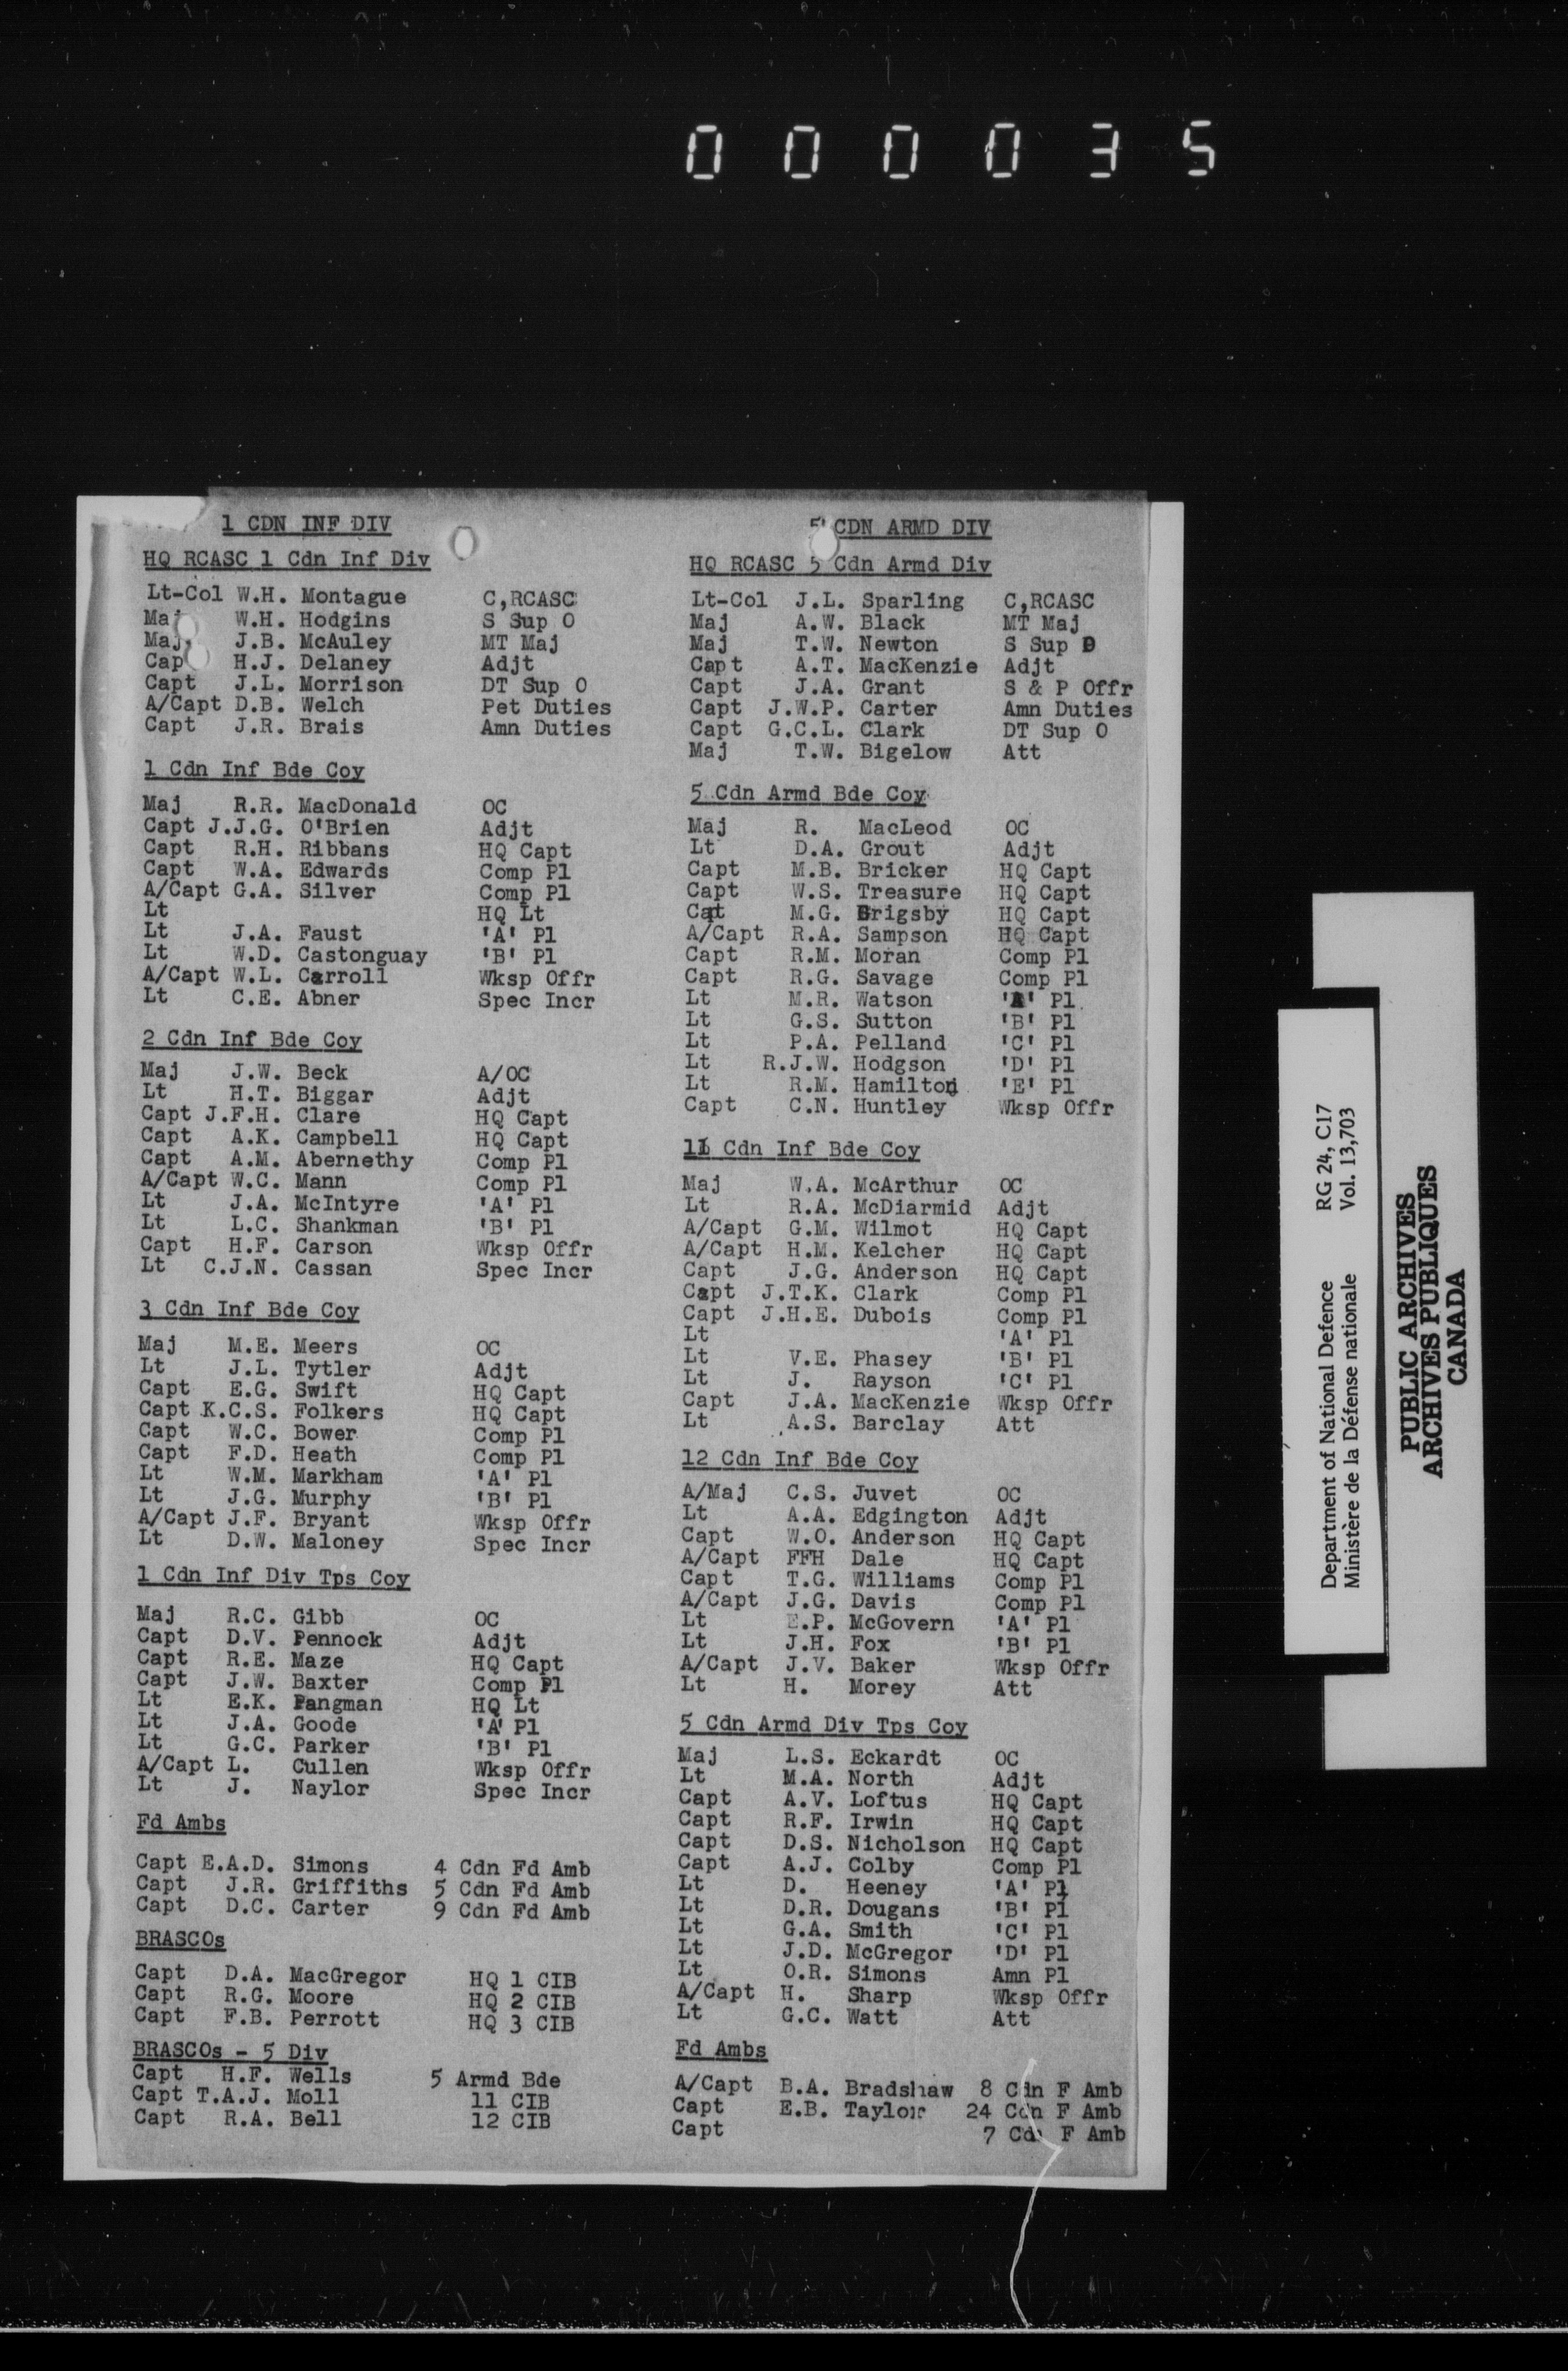 000035
1 CDN INF DIV
HQ RCASC 1 Cdn Inf Div
Lt-Col W.H. Montague C,RCASC
Maj W.H. Hodgins S Sup O
Maj. J.B. McAuley MT Maj
Cap H.J. Delaney Adjt
Capt J.L. Morrison DT Sup O
A/Capt D.B. Welch Pet Duties
Capt J.R. Brais Amn Duties
1 Cdn Inf Bde Coy
Maj R.R. MacDonald OC
Capt J.J.G. O'Brien Adjt
Capt R.H. Ribbans HQ Capt
Capt W.A. Edwards Comp Pl
A/Capt G.A. Silver Comp Pl
Lt HQ Lt
Lt J.A. Faust 'A' Pl
Lt W.D. Castonguay 'B' Pl
A/Capt W.L. Carroll Wksp Offr
Lt C.E. Abner Spec Incr
2 Cdn Inf Bde Coy
Maj J.W. Beck A/OC
Lt H.T. Biggar Adjt
Capt J.F.H. Clare HQ Capt
Capt A.K. Campbell HQ Capt
Capt A.M. Abernethy Comp Pl
A/Capt W.C. Mann Comp Pl
Lt J.A. McIntyre 'A' Pl
Lt L.C. Shankman 'B' Pl
Capt H.F. Carson Wksp Offr
Lt C.J.N. Cassan Spec Incr
3 Cdn Inf Bde Coy
Maj M.E. Meers OC
Lt J.L. Tytler Adjt
Capt E.G. Swift HQ Capt
Capt K.C.S. Folkers HQ Capt
Capt W.C. Bower Comp Pl
Capt F.D. Heath Comp Pl
Lt W.M. Markham 'A' Pl
Lt J.G. Murphy 'B' Pl
A/Capt J.F. Bryant Wksp Offr
Lt D.W. Maloney Spec Incr
1 Cdn Inf Div Tps Coy
Maj R.C. Gibb OC
Capt D.V. Pennock Adjt
Capt R.E. Maze HQ Capt
Capt J.W. Baxter Comp Pl
Lt E.K. Pangman HQ Lt
Lt J.A. Goode 'A' Pl
Lt G.C. Parker 'B' Pl
A/Capt L. Cullen Wksp Offr
Lt J. Naylor Spec Incr
Fd Ambs
Capt E.A.D. Simons 4 Cdn Fd Amb
Capt J.R. Griffiths 5 Cdn Fd Amb
Capt D.C. Carter 9 Cdn Fd Amb
BRASCOs
Capt D.A. MacGregor HQ 1 CIB
Capt R.G. Moore HQ 2 CIB
Capt F.B. Perrott HQ 3 CIB
BRASCOs - 5 Div
Capt H.F. Wells 5 Armd Bde
Capt T.A.J. Moll 11 CIB
Capt R.A. Bell 12 CIB
5 CDN ARMD DIV
HQ RCASC 5 Cdn Armd Div
Lt-Col J.L. Sparling C,RCASC
Maj A.W. Black MT Maj
Maj T.W. Newton S Sup O
Capt A.T. MacKenzie Adjt
Capt J.A. Grant S & P Offr
Capt J.W.P. Carter Amn Duties
Capt G.C.L. Clark DT Sup O
Maj T.W. Bigelow Att
5 Cdn Armd Bde Coy
Maj R. MacLeod OC
Lt D.A. Grout Adjt
Capt M.B. Bricker HQ Capt
Capt W.S. Treasure HQ Capt
Capt M.G. Grigsby HQ Capt
A/Capt R.A. Sampson HQ Capt
Capt R.M. Moran Comp Pl
Capt R.G. Savage Comp Pl
Lt M.R. Watson 'A' Pl
Lt G.S. Sutton 'B' Pl
Lt P.A. Pelland 'C' Pl
Lt R.J.W. Hodgson 'D' Pl
Lt R.M. Hamilton 'E' Pl
Capt C.N. Huntley Wksp Offr
11 Cdn Inf Bde Coy
Maj W.A. McArthur OC
Lt R.A. McDiarmid Adjt
A/Capt G.M. Wilmot HQ Capt
A/Capt H.M. Kelcher HQ Capt
Capt J.G. Anderson HQ Capt
Capt J.T.K. Clark Comp Pl
Capt J.H.E. Dubois Comp Pl
Lt 'A' Pl
Lt V.E. Phasey 'B' Pl
Lt J. Rayson 'C' Pl
Capt J.A. MacKenzie Wksp Offr
Lt A.S. Barclay Att
12 Cdn Inf Bde Coy
A/Maj C.S. Juvet OC
Lt A.A. Edgington Adjt
Capt W.O. Anderson HQ Capt
A/Capt FFH Dale HQ Capt
Capt T.G. Williams Comp Pl
A/Capt J.G. Davis Comp Pl
Lt E.P. McGovern 'A' Pl
Lt J.H. Fox 'B' Pl
A/Capt J.V. Baker Wksp Offr
Lt H. Morey Att
5 Cdn Armd Div Tps Coy
Maj L.S. Eckardt OC
Lt M.A. North Adjt
Capt A.V. Loftus HQ Capt
Capt R.F. Irwin HQ Capt
Capt D.S. Nicholson HQ Capt
Capt A.J. Colby Comp Pl
Lt D. Heeney 'A' Pl
Lt D.R. Dougans 'B' Pl
Lt G.A. Smith 'C' Pl
Lt J.D. McGregor 'D' Pl
Lt O.R. Simons Amn Pl
A/Capt H. Sharp Wksp Offr
Lt G.C. Watt Att
Fd Ambs
A/Capt B.A. Bradshaw 8 Cdn F Amb
Capt E.B. Taylor 24 Cdn F Amb
Capt 7 Cdn F Amb
Department of National Defence RG 24, C17
Ministère de la Défense nationale Vol. 13,703
PUBLIC ARCHIVES
ARCHIVES PUBLIQUES
CANADA